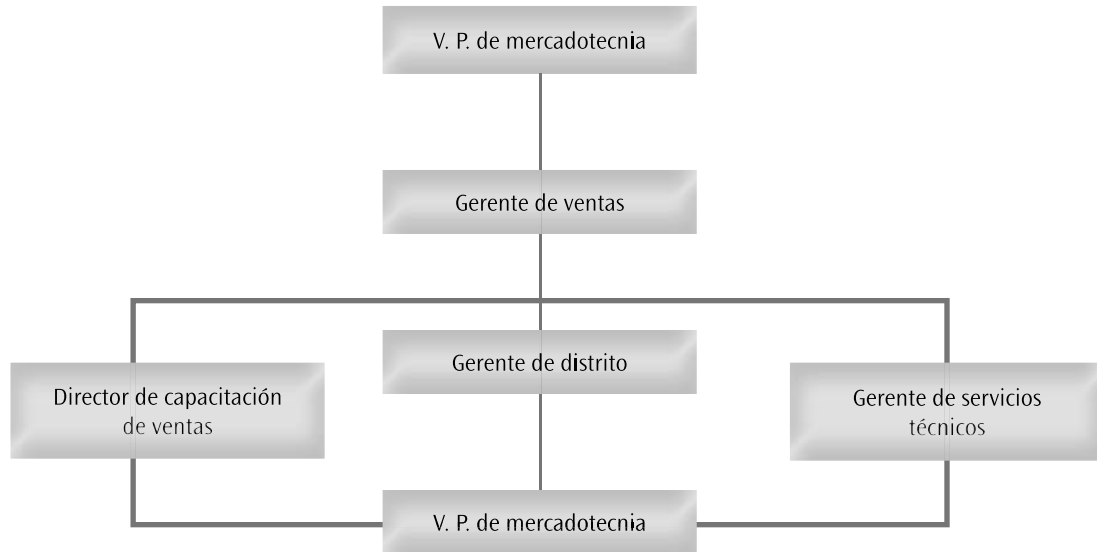 V. P. de mercadotecnia
Gerente de ventas
Gerente de distrito
Director de capacitación
de ventas
Gerente de servicios
técnicos
V. P. de mercadotecnia